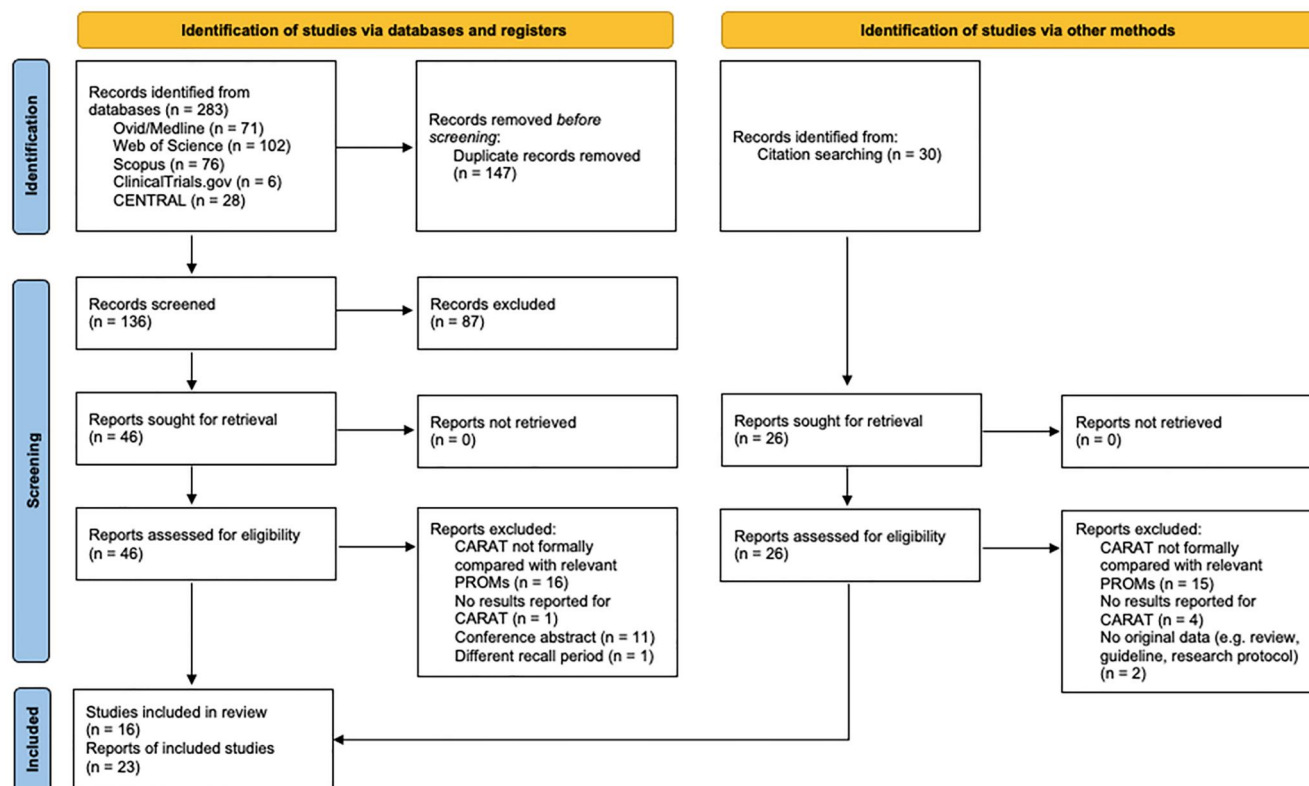 Identification of studies via databases and registers
Identification of studies via other methods
Identification
Records identified from
databases (n = 283)
Ovid/Medline (n = 71)
Web of Science (n = 102)
Scopus (n = 76)
ClinicalTrials.gov (n = 6)
CENTRAL (n = 28)
Records removed before
screening:
Duplicate records removed
(n = 147)
Records identified from:
Citation searching (n = 30)
Screening
Records screened
(n = 136)
Records excluded
(n = 87)
Reports sought for retrieval
(n = 46)
Reports not retrieved
(n = 0)
Reports sought for retrieval
(n = 26)
Reports not retrieved
(n = 0)
Reports assessed for eligibility
(n = 46)
Reports excluded:
CARAT not formally
compared with relevant
PROMs (n = 16)
No results reported for
CARAT (n = 1)
Conference abstract (n = 11)
Different recall period (n = 1)
Reports assessed for eligibility
(n = 26)
Reports excluded:
CARAT not formally
compared with relevant
PROMs (n = 15)
No results reported for
CARAT (n = 4)
No original data (e.g. review,
guideline, research protocol)
(n = 2)
Included
Studies included in review
(n = 16)
Reports of included studies
(n = 23)